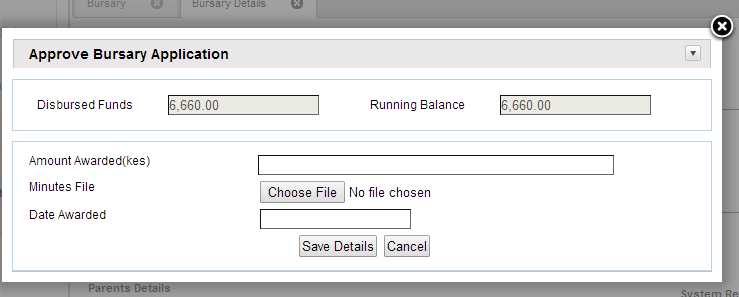 Bursary Bursary Details
Approve Bursary Application
Disbursed Funds 6,660.00 Running Balance 6,660.00
Amount Awarded(kes)
Minutes File Choose File No file chosen
Date Awarded
Save Details Cancel
Parents Details
System Re